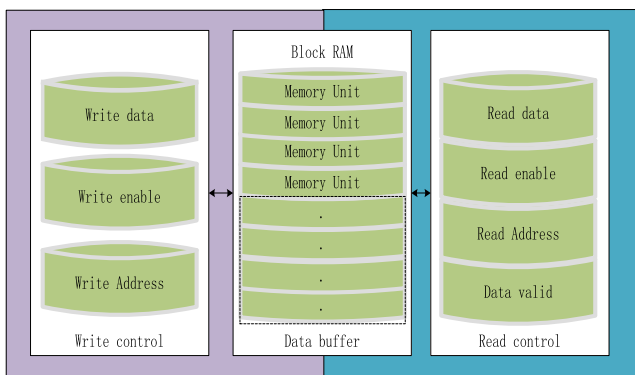 Write data
Write enable
Write Address
Write control
Block RAM
Memory Unit
Memory Unit
Memory Unit
Memory Unit
.
.
.
.
Data buffer
Read data
Read enable
Read Address
Data valid
Read control